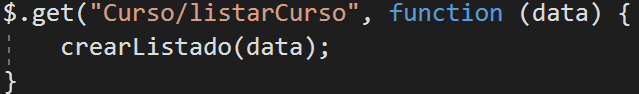 $.get("Curso/listarCurso", function (data) {
    crearListado(data);
}